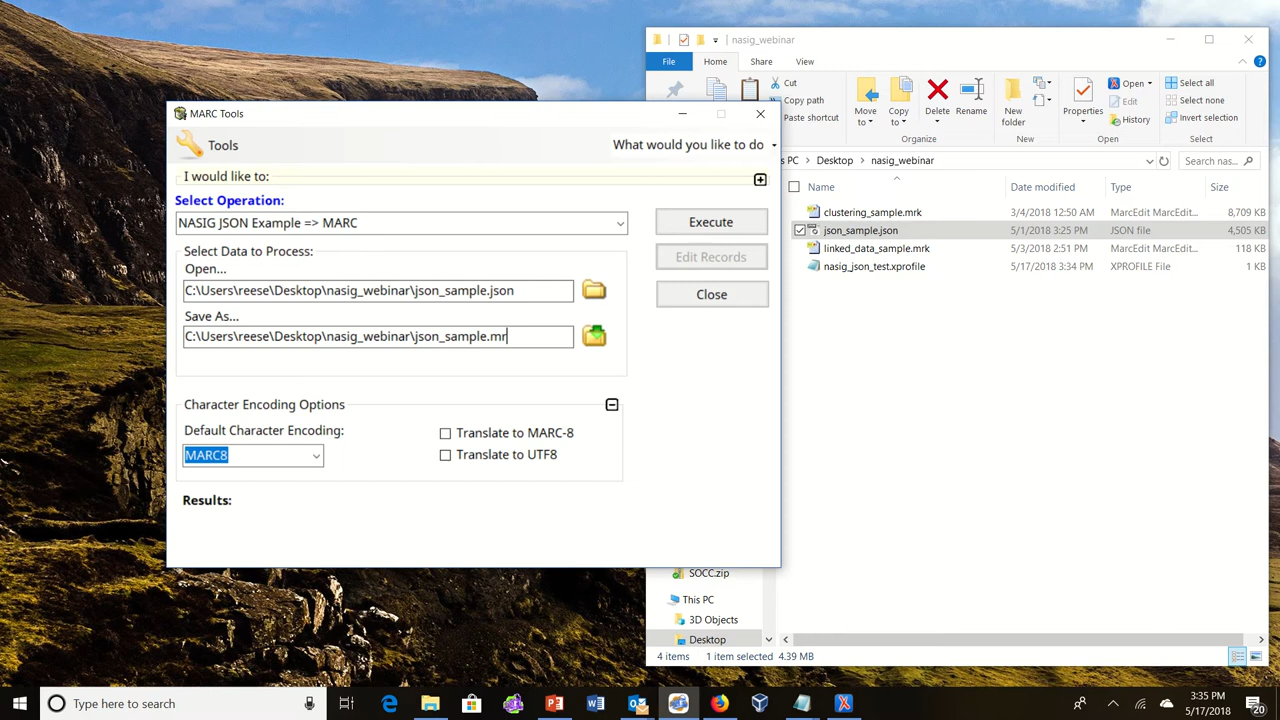 nasig_webinar
File Home Share View
Cut
Copy path
Paste shortcut
Move to
Copy to
Delete
Rename
New folder
Properties
Open
Edit
History
Select all
Select none
Invert selection
Organize New Open Select
MARC Tools
Tools
What would you like to do
I would like to:
Select Operation:
NASIG JSON Example => MARC
Execute
Select Data to Process:
Edit Records
Open...
C:\Users\reese\Desktop\nasig_webinar\json_sample.json
Close
Save As...
C:\Users\reese\Desktop\nasig_webinar\json_sample.mr
Character Encoding Options
Default Character Encoding:
MARC8
Translate to MARC-8
Translate to UTF8
Results:
PC > Desktop > nasig_webinar
Search nas...
Name Date modified Type Size
clustering_sample.mrk 3/4/2018 12:50 AM MarcEdit MarcEdit... 8,709 KB
json_sample.json 5/1/2018 3:25 PM JSON file 4,505 KB
linked_data_sample.mrk 5/3/2018 2:51 PM MarcEdit MarcEdit... 118 KB
nasig_json_test.xprofile 5/17/2018 3:34 PM XPROFILE File 1 KB
SOCC.zip
This PC
3D Objects
Desktop
4 items 1 item selected 4.39 MB
Type here to search
3:35 PM
5/17/2018
20